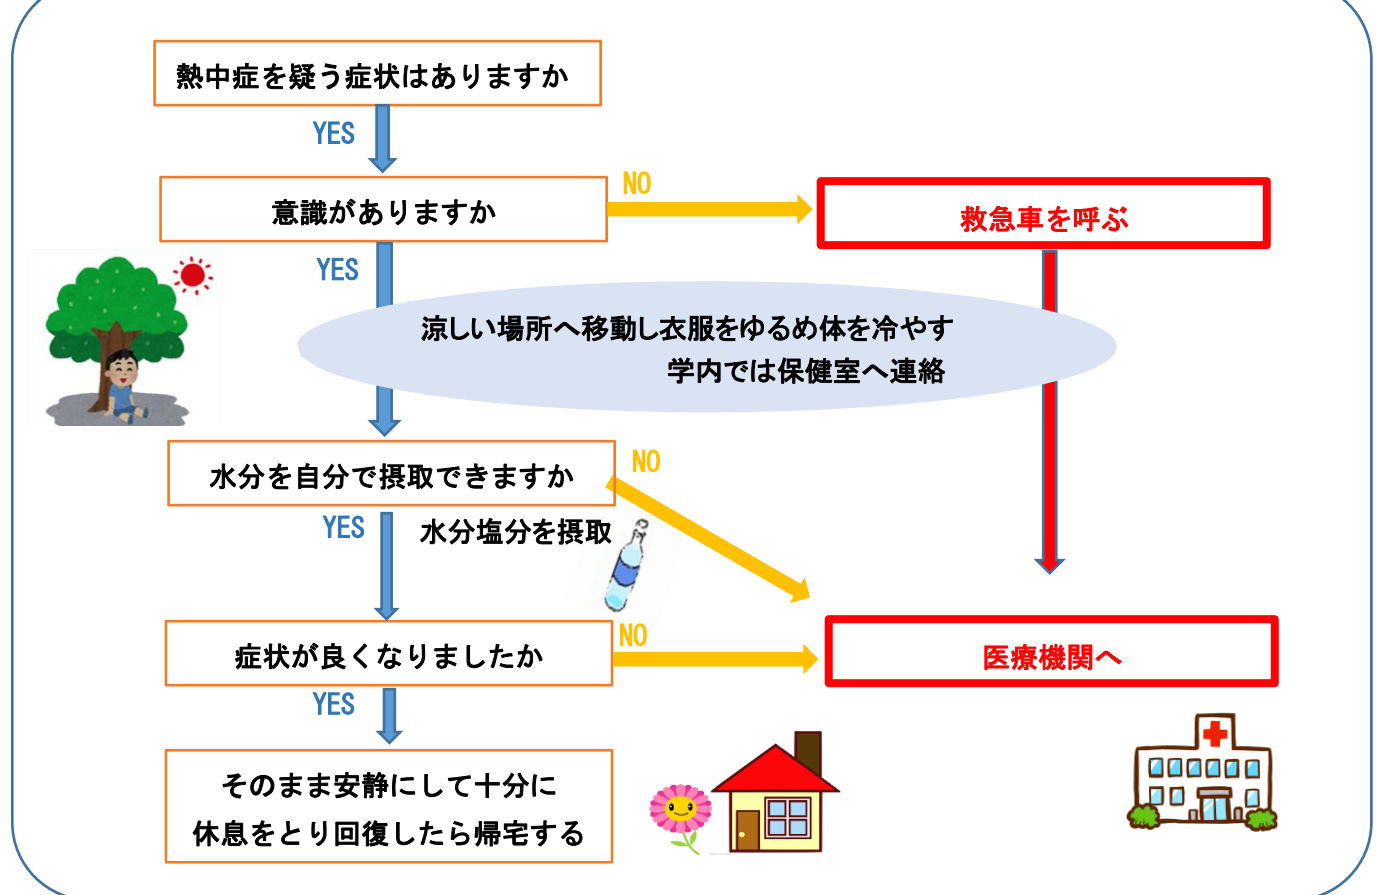 熱中症を疑う症状はありますか
YES
意識がありますか
NO
救急車を呼ぶ
YES
涼しい場所へ移動し衣服をゆるめ体を冷やす
学内では保健室へ連絡
水分を自分で摂取できますか
NO
YES
水分塩分を摂取
症状が良くなりましたか
NO
医療機関へ
YES
そのまま安静にして十分に
休息をとり回復したら帰宅する